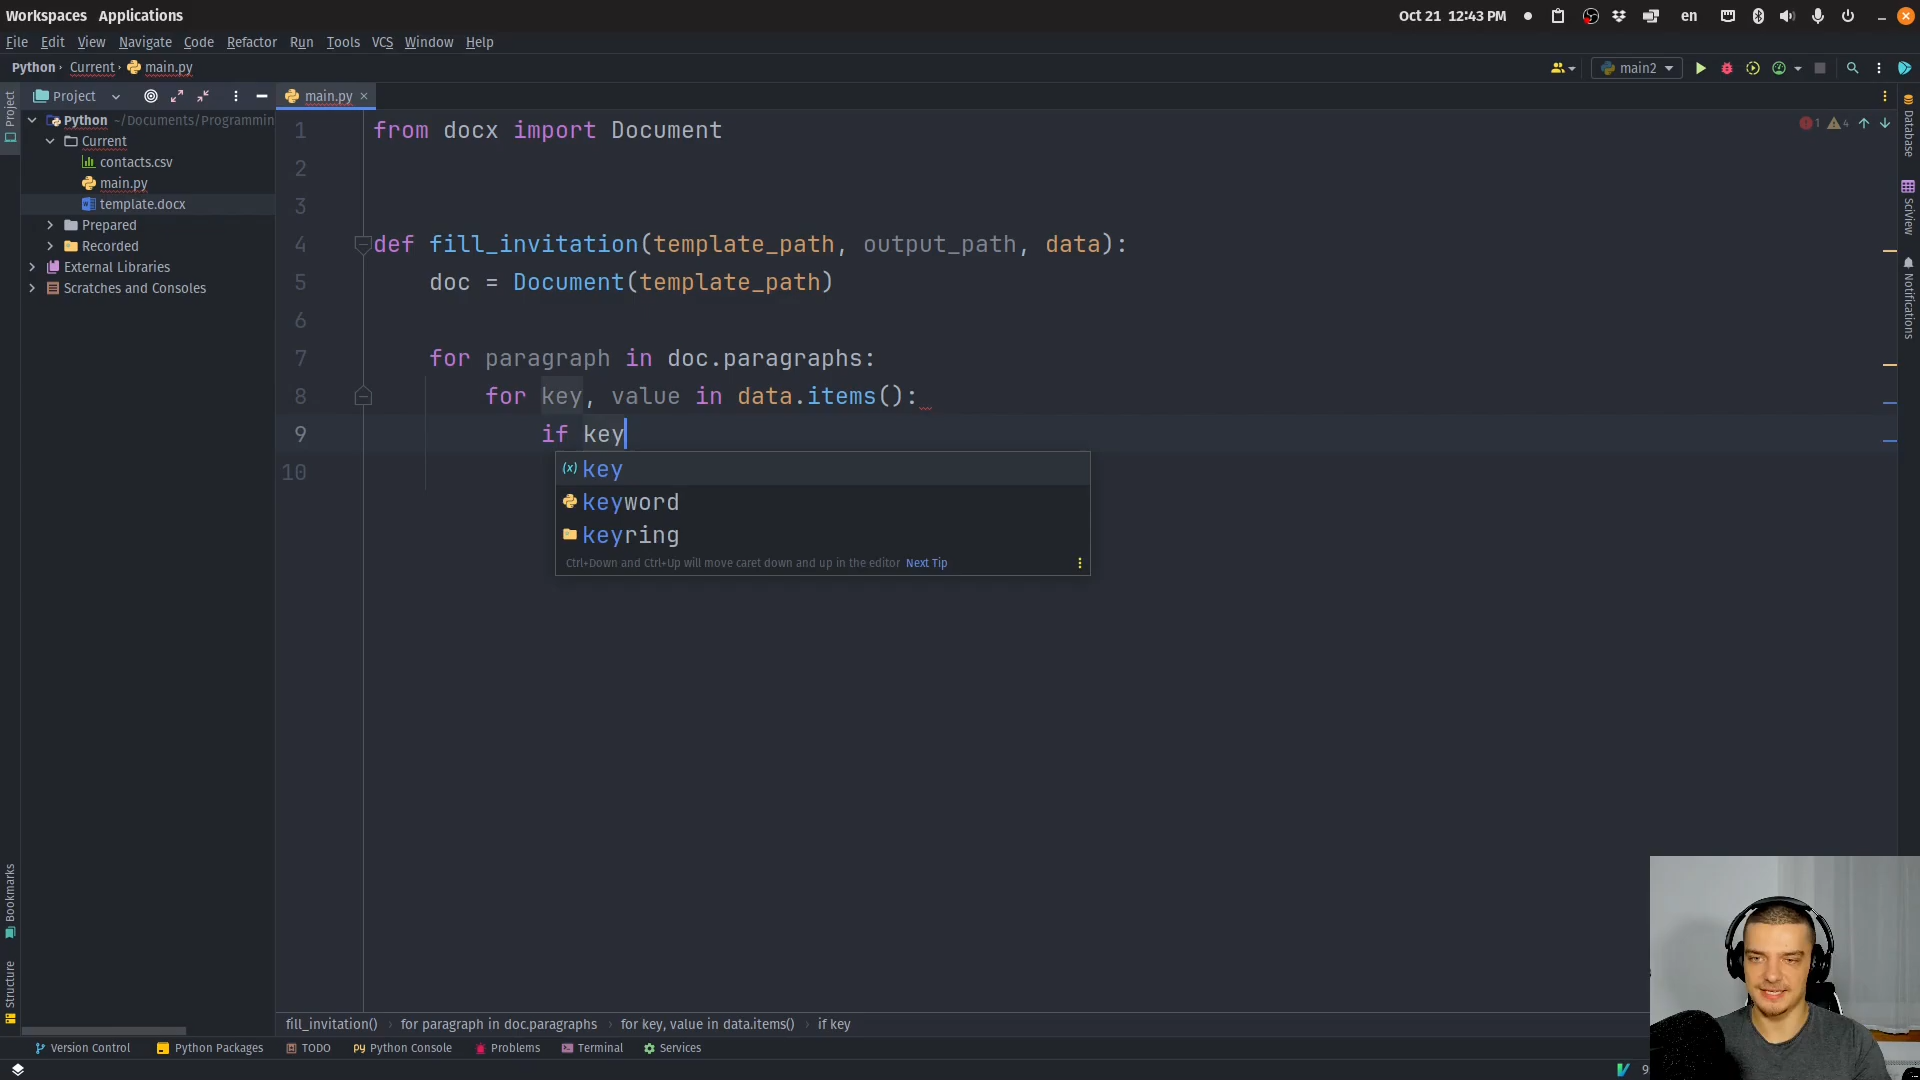 Workspaces Applications Oct 21 12:43 PM en
File Edit View Navigate Code Refactor Run Tools VCS Window Help
Python Current main.py main2
Project main.py
Python ~/Documents/Programmin
Current
contacts.csv
main.py
template.docx
Prepared
Recorded
External Libraries
Scratches and Consoles
1 from docx import Document
2
3
4 def fill_invitation(template_path, output_path, data):
5 doc = Document(template_path)
6
7 for paragraph in doc.paragraphs:
8 for key, value in data.items():
9 if key
10
1 4
(x) key
keyword
keyring
Ctrl+Down and Ctrl+Up will move caret down and up in the editor Next Tip
Project
Bookmarks
Structure
Database
SciView
Notifications
fill_invitation() for paragraph in doc.paragraphs for key, value in data.items() if key
Version Control Python Packages TODO Python Console Problems Terminal Services
9